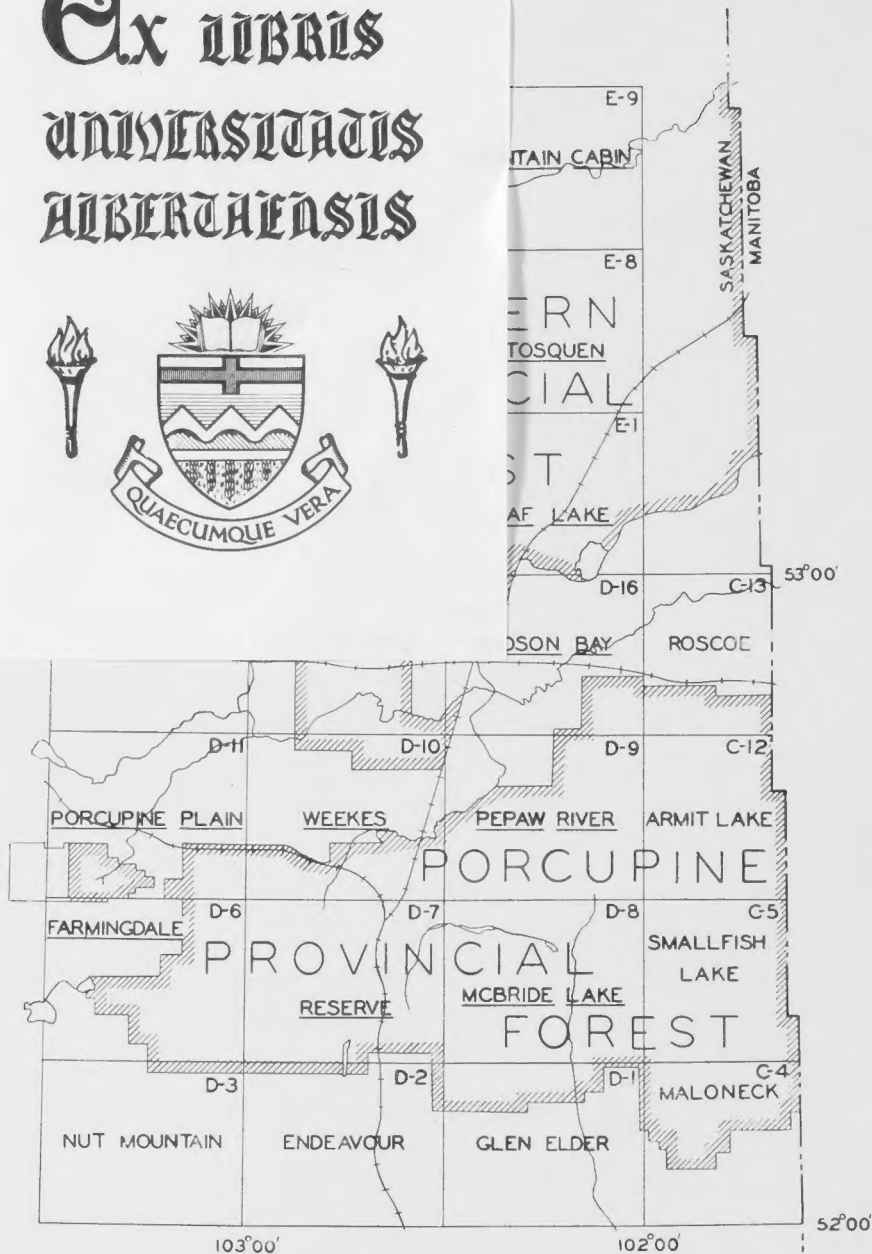 Ex LIBRIS
UNIVERSITATIS
ALBERTAENSIS
QUAECUMQUE VERA
E-9
NTAIN CABIN
SASKATCHEWAN
MANITOBA
E-8
ERN
TOSQUEN
CIAL
E-1
ST
AF LAKE
53°00'
D-16
C-13
DSON BAY
ROSCOE
D-11
D-10
D-9
C-12
PORCUPINE PLAIN
WEEKES
PEPAW RIVER
ARMIT LAKE
PORCUPINE
D-6
D-7
D-8
C-5
FARMINGDALE
SMALLFISH
LAKE
PROVINCIAL
RESERVE
MCBRIDE LAKE
FOREST
D-3
D-2
D-1
C-4
MALONECK
NUT MOUNTAIN
ENDEAVOUR
GLEN ELDER
52°00'
103°00'
102°00'